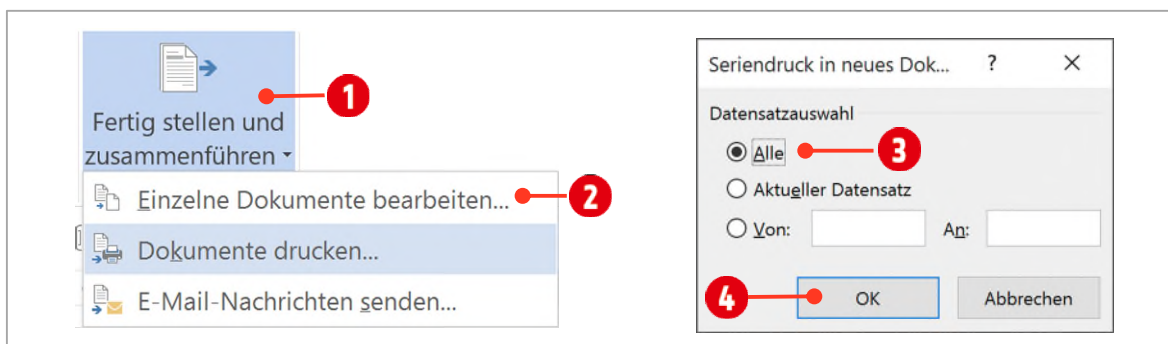 Fertig stellen und
zusammenführen
1
Einzelne Dokumente bearbeiten...
2
Dokumente drucken...
E-Mail-Nachrichten senden...
Seriendruck in neues Dok... ? X
Datensatzauswahl
Alle
3
Aktueller Datensatz
Von: An:
4
OK Abbrechen